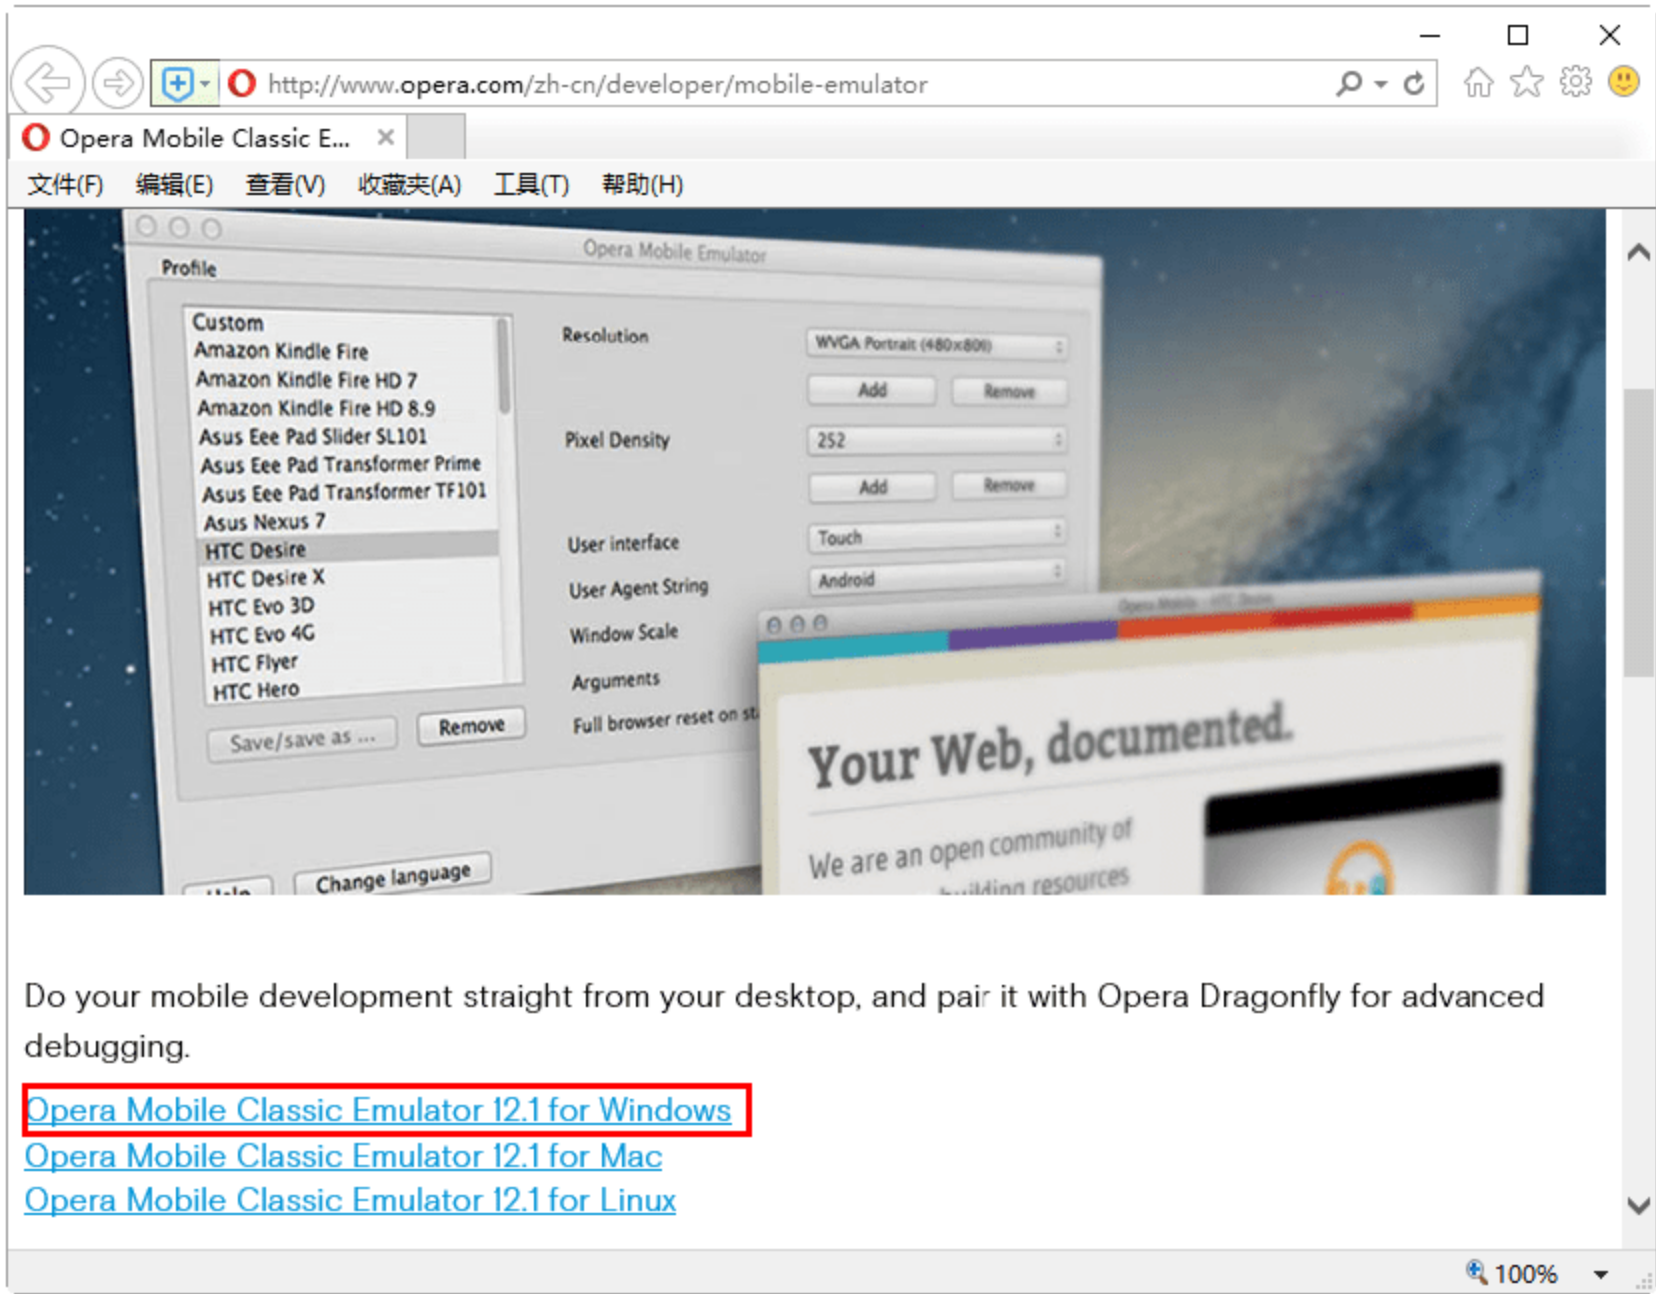 http://www.opera.com/zh-cn/developer/mobile-emulator
Opera Mobile Classic E...
文件(F) 编辑(E) 查看(V) 收藏夹(A) 工具(T) 帮助(H)
Opera Mobile Emulator
Profile
Custom
Amazon Kindle Fire
Amazon Kindle Fire HD 7
Amazon Kindle Fire HD 8.9
Asus Eee Pad Slider SL101
Asus Eee Pad Transformer Prime
Asus Eee Pad Transformer TF101
Asus Nexus 7
HTC Desire
HTC Desire X
HTC Evo 3D
HTC Evo 4G
HTC Flyer
HTC Hero
Save/save as ...
Remove
Resolution
WVGA Portrait (480x800)
Add
Remove
Pixel Density
252
Add
Remove
User interface
Touch
User Agent String
Android
Window Scale
Arguments
Full browser reset on
Help
Change language
Opera Mobile - HTC Desire
Your Web, documented.
We are an open community of
building resources
Do your mobile development straight from your desktop, and pair it with Opera Dragonfly for advanced
debugging.
Opera Mobile Classic Emulator 12.1 for Windows
Opera Mobile Classic Emulator 12.1 for Mac
Opera Mobile Classic Emulator 12.1 for Linux
100%